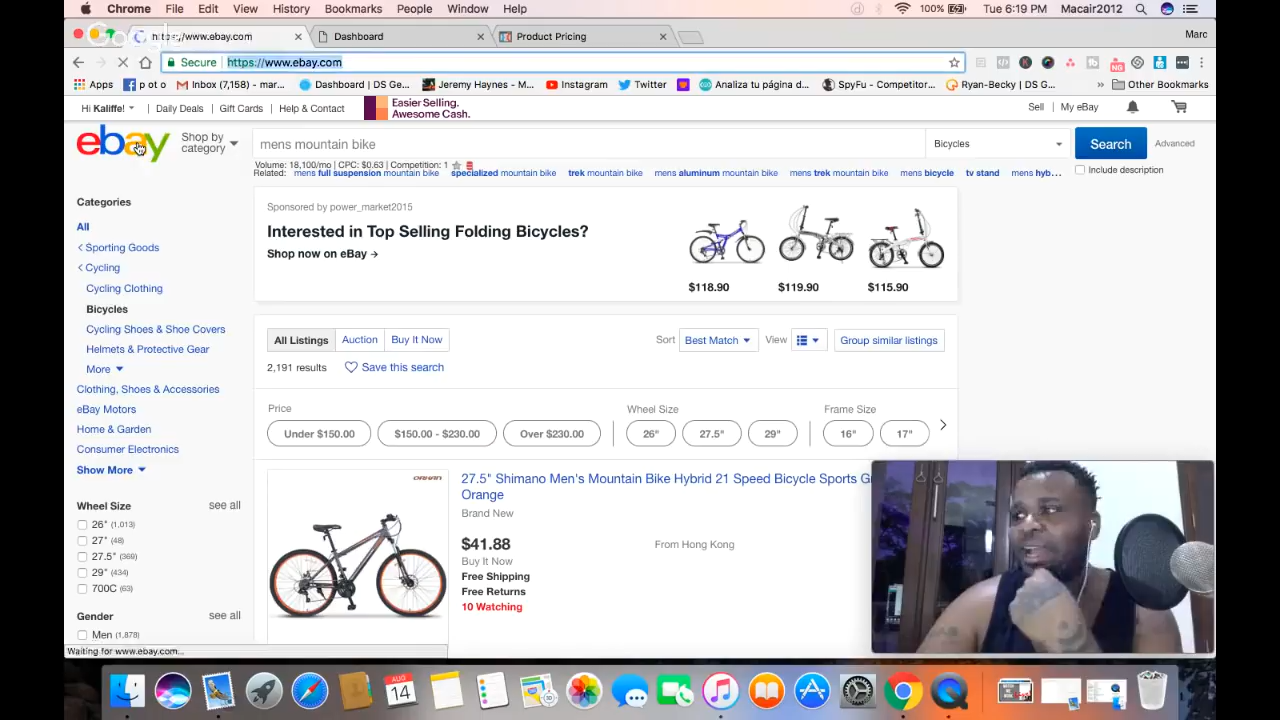 Chrome File Edit View History Bookmarks People Window Help 100% Tue 6:19 PM Macair2012
Google
https://www.ebay.com Dashboard Product Pricing Marc
Secure https://www.ebay.com
Apps p ot o Inbox (7,158) - mar... Dashboard | DS Ge... Jeremy Haynes - M... Instagram Twitter Analiza tu página d... SpyFu - Competitor... Ryan-Becky | DS G... » Other Bookmarks
Hi Kaliffe! Daily Deals Gift Cards Help & Contact Easier Selling. Sell My eBay
Awesome Cash.
ebay Shop by category mens mountain bike Bicycles Search Advanced
Volume: 18,100/mo | CPC: $0.63 | Competition: 1
Include description
Related: mens full suspension mountain bike specialized mountain bike trek mountain bike mens aluminum mountain bike mens trek mountain bike mens bicycle tv stand mens hyb...
Categories
All
Sporting Goods
Cycling
Cycling Clothing
Bicycles
Cycling Shoes & Shoe Covers
Helmets & Protective Gear
More
Clothing, Shoes & Accessories
eBay Motors
Home & Garden
Consumer Electronics
Show More
Wheel Size see all
26" (1,013)
27" (48)
27.5" (369)
29" (434)
700C (63)
Gender see all
Men (1,878)
Waiting for www.ebay.com...
Sponsored by power_market2015
Interested in Top Selling Folding Bicycles?
Shop now on eBay →
$118.90 $119.90 $115.90
All Listings Auction Buy It Now Sort Best Match View Group similar listings
2,191 results Save this search
Price Wheel Size Frame Size
Under $150.00 $150.00 - $230.00 Over $230.00 26" 27.5" 29" 16" 17"
27.5" Shimano Men's Mountain Bike Hybrid 21 Speed Bicycle Sports G
Orange
Brand New
$41.88 From Hong Kong
Buy It Now
Free Shipping
Free Returns
10 Watching
AUG
14